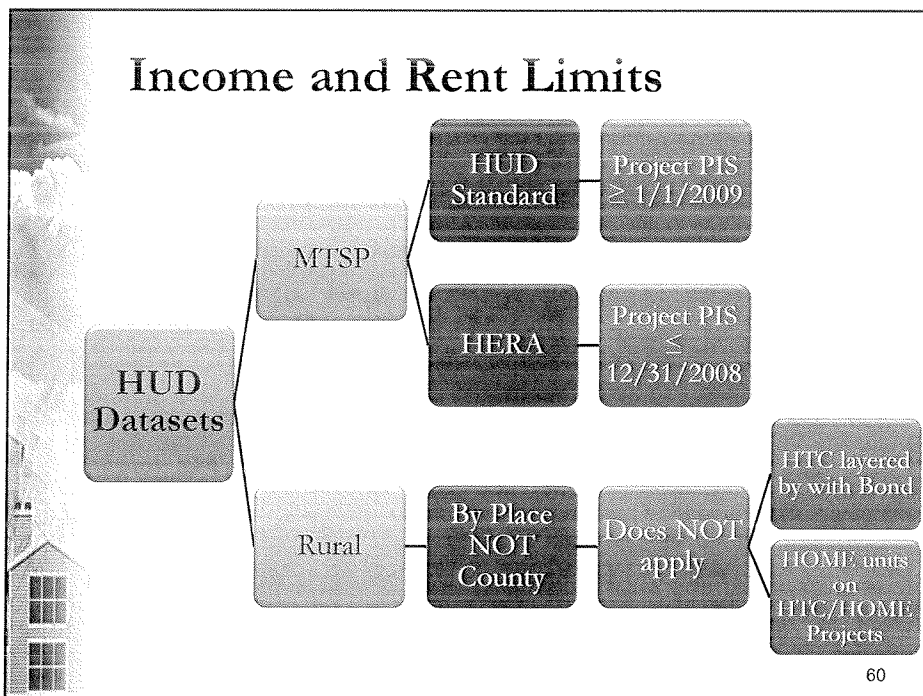 Income and Rent Limits
HUD
Datasets
MTSP
HUD
Standard
Project PIS
≥ 1/1/2009
HERA
Project PIS
≤
12/31/2008
Rural
By Place
NOT
County
Does NOT
apply
HTC layered
by with Bond
HOME units
on
HTC/HOME
Projects
60